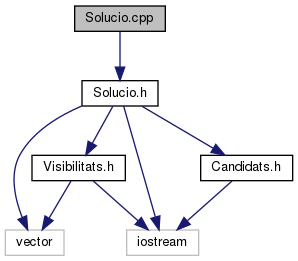 Solucio.cpp
Solucio.h
Visibilitats.h
Candidats.h
vector
iostream